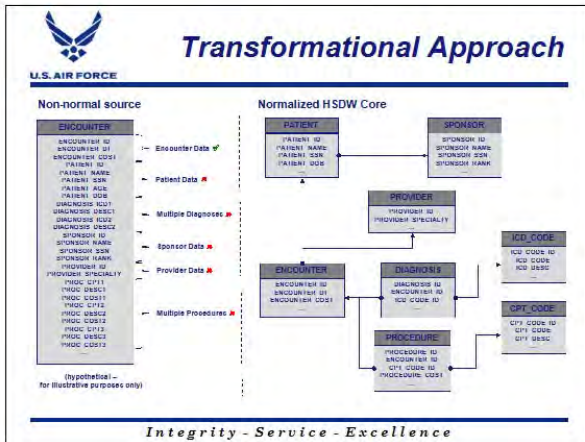 Transformational Approach
U.S. AIR FORCE
Non-normal source
Normalized HSDW Core
ENCOUNTER
ENCOUNTER ID
ENCOUNTER DT
ENCOUNTER COST
PATIENT ID
PATIENT NAME
PATIENT SSN
PATIENT AGE
PATIENT DOB
DIAGNOSIS ICD1
DIAGNOSIS DESC1
DIAGNOSIS ICD2
DIAGNOSIS DESC2
SPONSOR ID
SPONSOR NAME
SPONSOR SSN
SPONSOR RANK
PROVIDER ID
PROVIDER SPECIALTY
PROC CPT1
PROC DESC1
PROC COST1
PROC CPT2
PROC DESC2
PROC COST2
PROC CPT3
PROC DESC3
PROC COST3
...
(hypothetical –
for illustrative purposes only)
Encounter Data
Patient Data
Multiple Diagnoses
Sponsor Data
Provider Data
Multiple Procedures
PATIENT
PATIENT ID
PATIENT NAME
PATIENT SSN
PATIENT DOB
...
SPONSOR
SPONSOR ID
SPONSOR NAME
SPONSOR SSN
SPONSOR RANK
...
PROVIDER
PROVIDER ID
PROVIDER SPECIALTY
...
ENCOUNTER
ENCOUNTER ID
ENCOUNTER DT
ENCOUNTER COST
...
DIAGNOSIS
DIAGNOSIS ID
ENCOUNTER ID
ICD CODE ID
...
ICD_CODE
ICD CODE ID
ICD CODE
ICD DESC
...
PROCEDURE
PROCEDURE ID
ENCOUNTER ID
CPT CODE ID
PROCEDURE COST
...
CPT_CODE
CPT CODE ID
CPT CODE
CPT DESC
...
Integrity - Service - Excellence